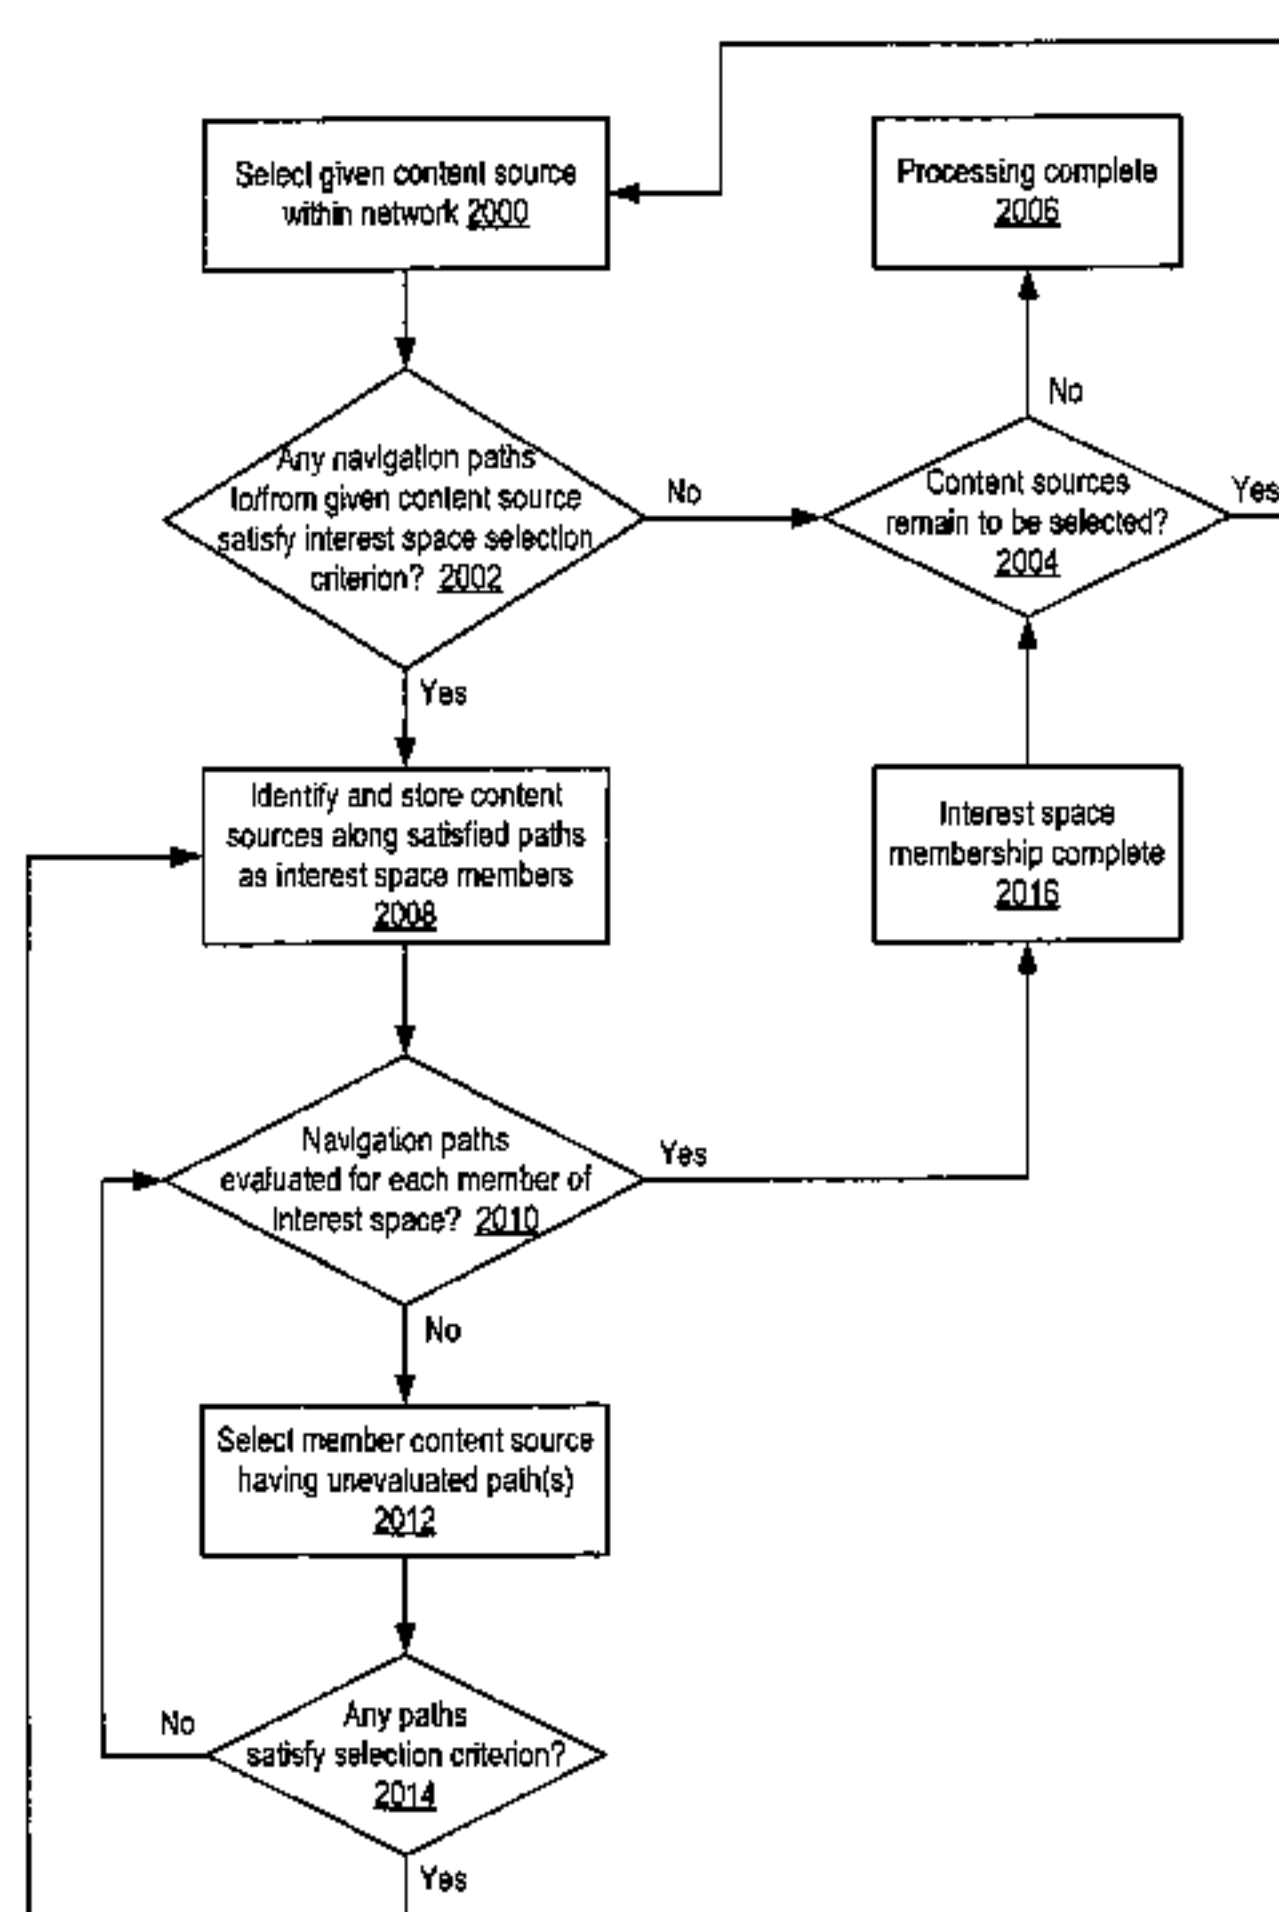 Select given content source
within network 2000
Processing complete
2006
No
Any navigation paths
to/from given content source
satisfy interest space selection
criterion? 2002
No
Content sources
remain to be selected?
2004
Yes
Yes
Identify and store content
sources along satisfied paths
as interest space members
2008
Interest space
membership complete
2016
Navigation paths
evaluated for each member of
interest space? 2010
Yes
No
Select member content source
having unevaluated path(s)
2012
No
Any paths
satisfy selection criterion?
2014
Yes